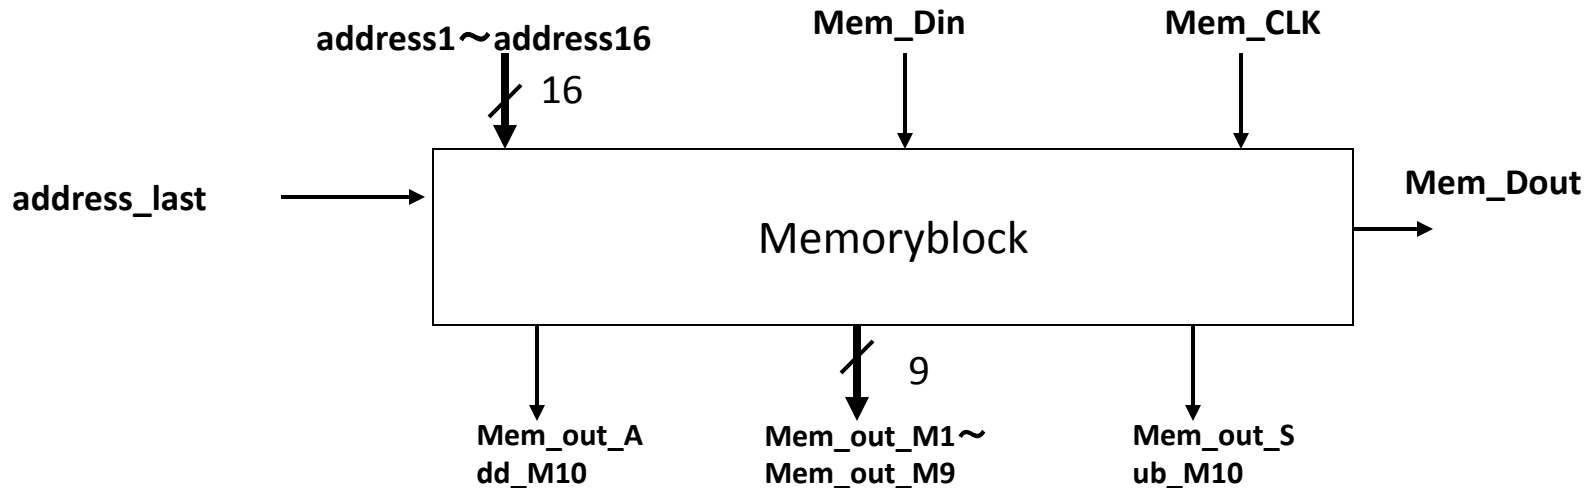 address1～address16
Mem_Din
Mem_CLK
16
address_last
Mem_Dout
Memoryblock
9
Mem_out_A
dd_M10
Mem_out_M1～
Mem_out_M9
Mem_out_S
ub_M10